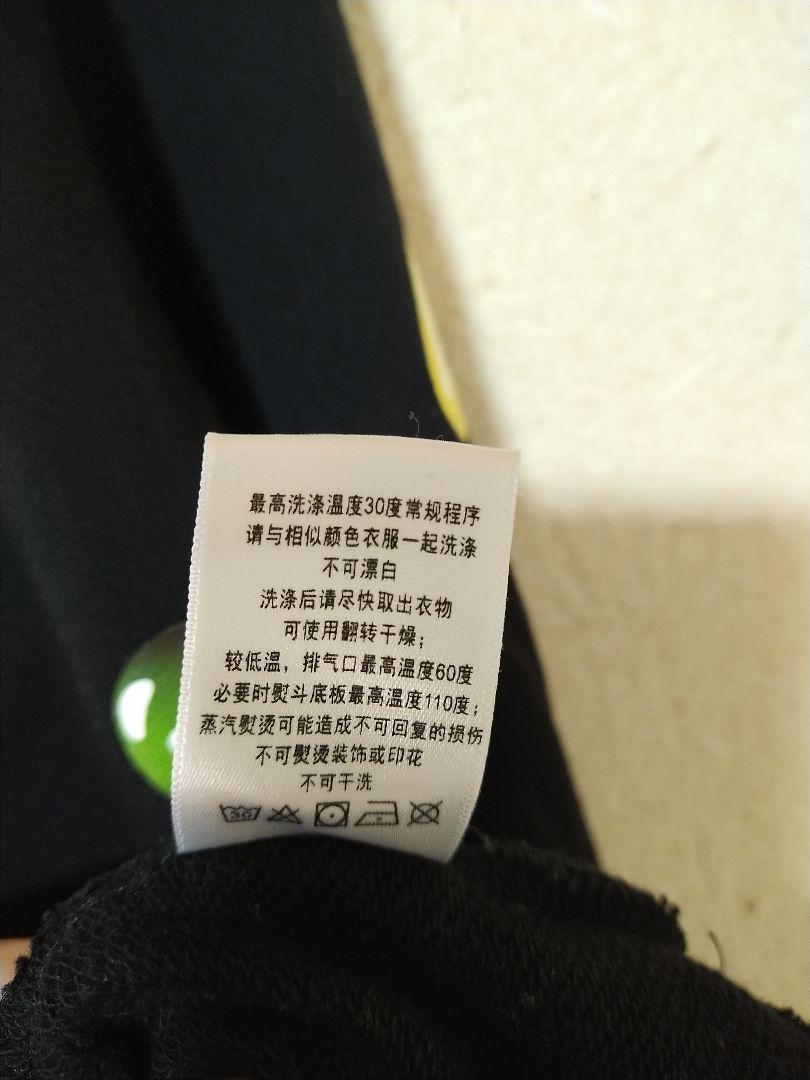 最高洗涤温度30度常规程序
请与相似颜色衣服一起洗涤
不可漂白
洗涤后请尽快取出衣物
可使用翻转干燥；
较低温，排气口最高温度60度
必要时熨斗底板最高温度110度；
蒸汽熨烫可能造成不可回复的损伤
不可熨烫装饰或印花
不可干洗
30